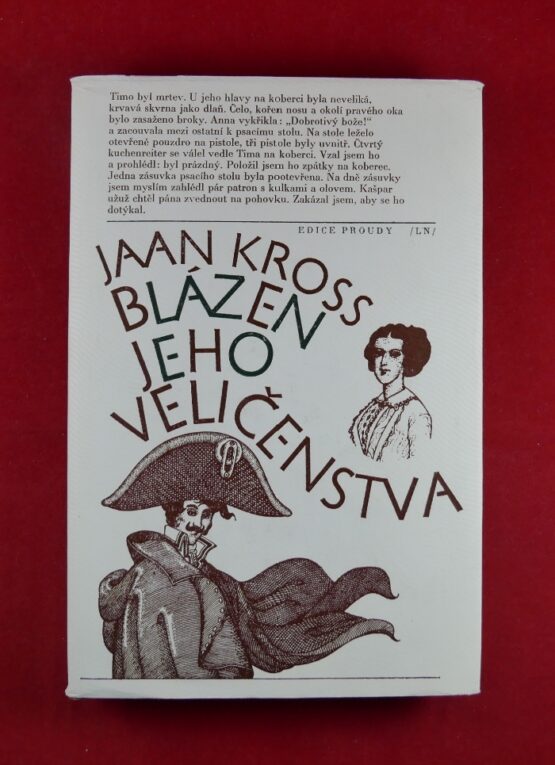 Timo byl mrtev. U jeho hlavy na koberci byla neveliká,
krvavá skvrna jako dlaň. Čelo, kořen nosu a okolí pravého oka
bylo zasaženo broky. Anna vykřikla: „Dobrotivý bože!“
a zacouvala mezi ostatní k psacímu stolu. Na stole leželo
otevřené pouzdro na pistole, tři pistole byly uvnitř. Čtvrtý
kuchenreiter se válel vedle Tima na koberci. Vzal jsem ho
a prohlédl: byl prázdný. Položil jsem ho zpátky na koberec.
Jedna zásuvka psacího stolu byla pootevřena. Na dně zásuvky
jsem myslím zahlédl pár patron s kulkami a olovem. Kašpar
užuž chtěl pána zvednout na pohovku. Zakázal jsem, aby se ho
dotýkal.
EDICE PROUDY /LN/
JAAN KROSS
BLÁZEN
JEHO
VELIČENSTVA